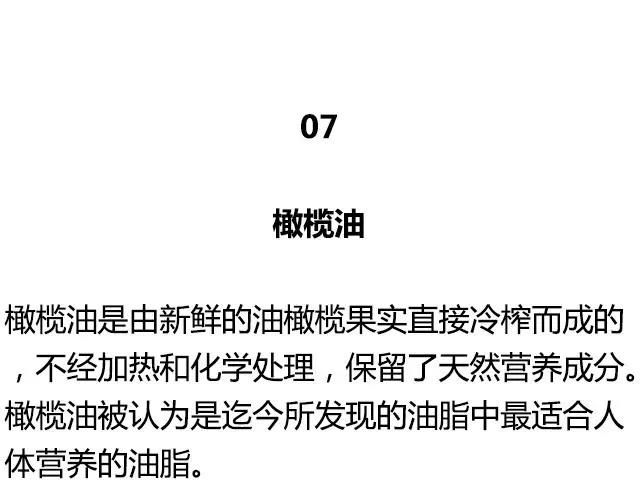 07
橄榄油
橄榄油是由新鲜的油橄榄果实直接冷榨而成的
，不经加热和化学处理，保留了天然营养成分。
橄榄油被认为是迄今所发现的油脂中最适合人
体营养的油脂。